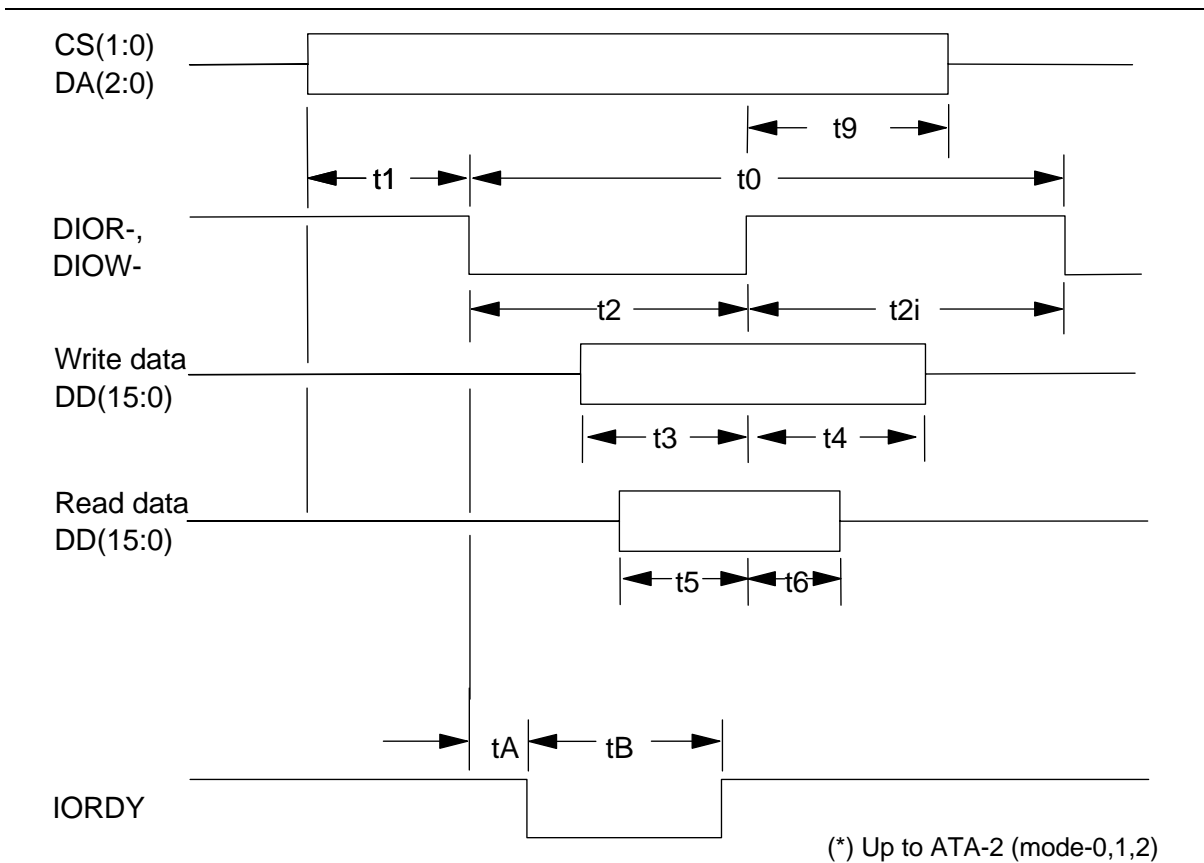 CS(1:0)
DA(2:0)
t9
t1
t0
DIOR-,
DIOW-
t2
t2i
Write data
DD(15:0)
t3
t4
Read data
DD(15:0)
t5
t6
tA
tB
IORDY
(*) Up to ATA-2 (mode-0,1,2)